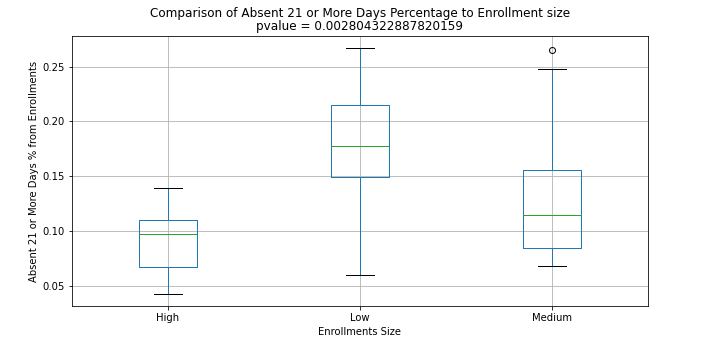 Comparison of Absent 21 or More Days Percentage to Enrollment size
pvalue = 0.002804322887820159
Absent 21 or More Days % from Enrollments
0.25
0.20
0.15
0.10
0.05
High
Low
Medium
Enrollments Size